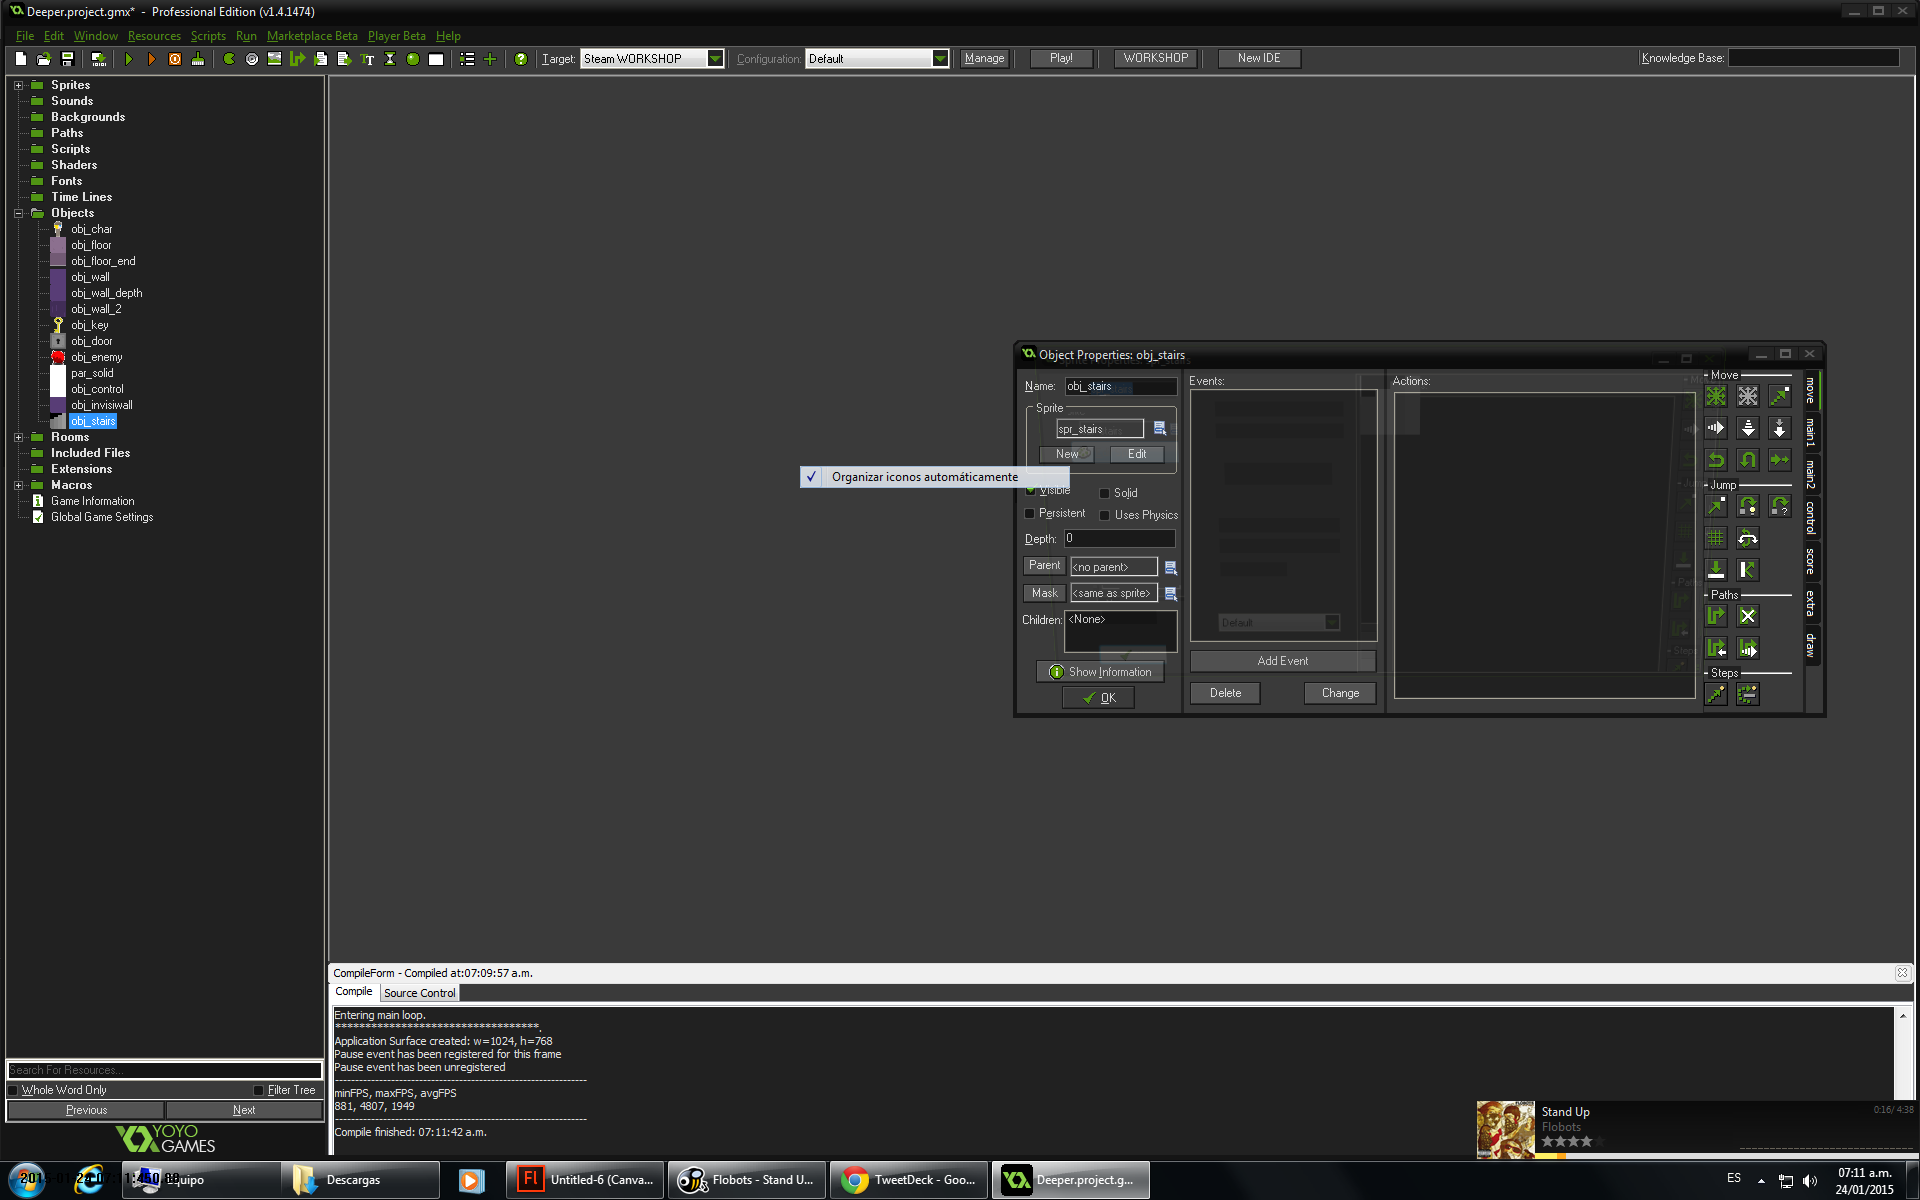 Deeper.project.gmx* - Professional Edition (v1.4.1474)
File Edit Window Resources Scripts Run Marketplace Beta Player Beta Help
Target: Steam WORKSHOP Configuration: Default Manage Play! WORKSHOP New IDE Knowledge Base:
Sprites
Sounds
Backgrounds
Paths
Scripts
Shaders
Fonts
Time Lines
Objects
obj_char
obj_floor
obj_floor_end
obj_wall
obj_wall_depth
obj_wall_2
obj_key
obj_door
obj_enemy
par_solid
obj_control
obj_invisiwall
obj_stairs
Rooms
Included Files
Extensions
Macros
Game Information
Global Game Settings
Search For Resources...
Whole Word Only Filter Tree
Previous Next
YOYO
GAMES
Organizar iconos automáticamente
Object Properties: obj_stairs
Name: obj_stairs
Sprite
spr_stairs
New Edit
Visible Solid
Persistent Uses Physics
Depth: 0
Parent <no parent>
Mask <same as sprite>
Children: <None>
Show Information
OK
Events:
Default
Add Event
Delete Change
Actions:
Move
Jump
Paths
Steps
move
main1
main2
control
score
extra
draw
CompileForm - Compiled at:07:09:57 a.m.
Compile Source Control
Entering main loop.
**********************************.
Application Surface created: w=1024, h=768
Pause event has been registered for this frame
Pause event has been unregistered
minFPS, maxFPS, avgFPS
881, 4807, 1949
Compile finished: 07:11:42 a.m.
Stand Up 0:16/ 4:38
Flobots
Equipo
Descargas
Untitled-6 (Canva...
Flobots - Stand U...
TweetDeck - Goo...
Deeper.project.g...
ES
07:11 a.m.
24/01/2015